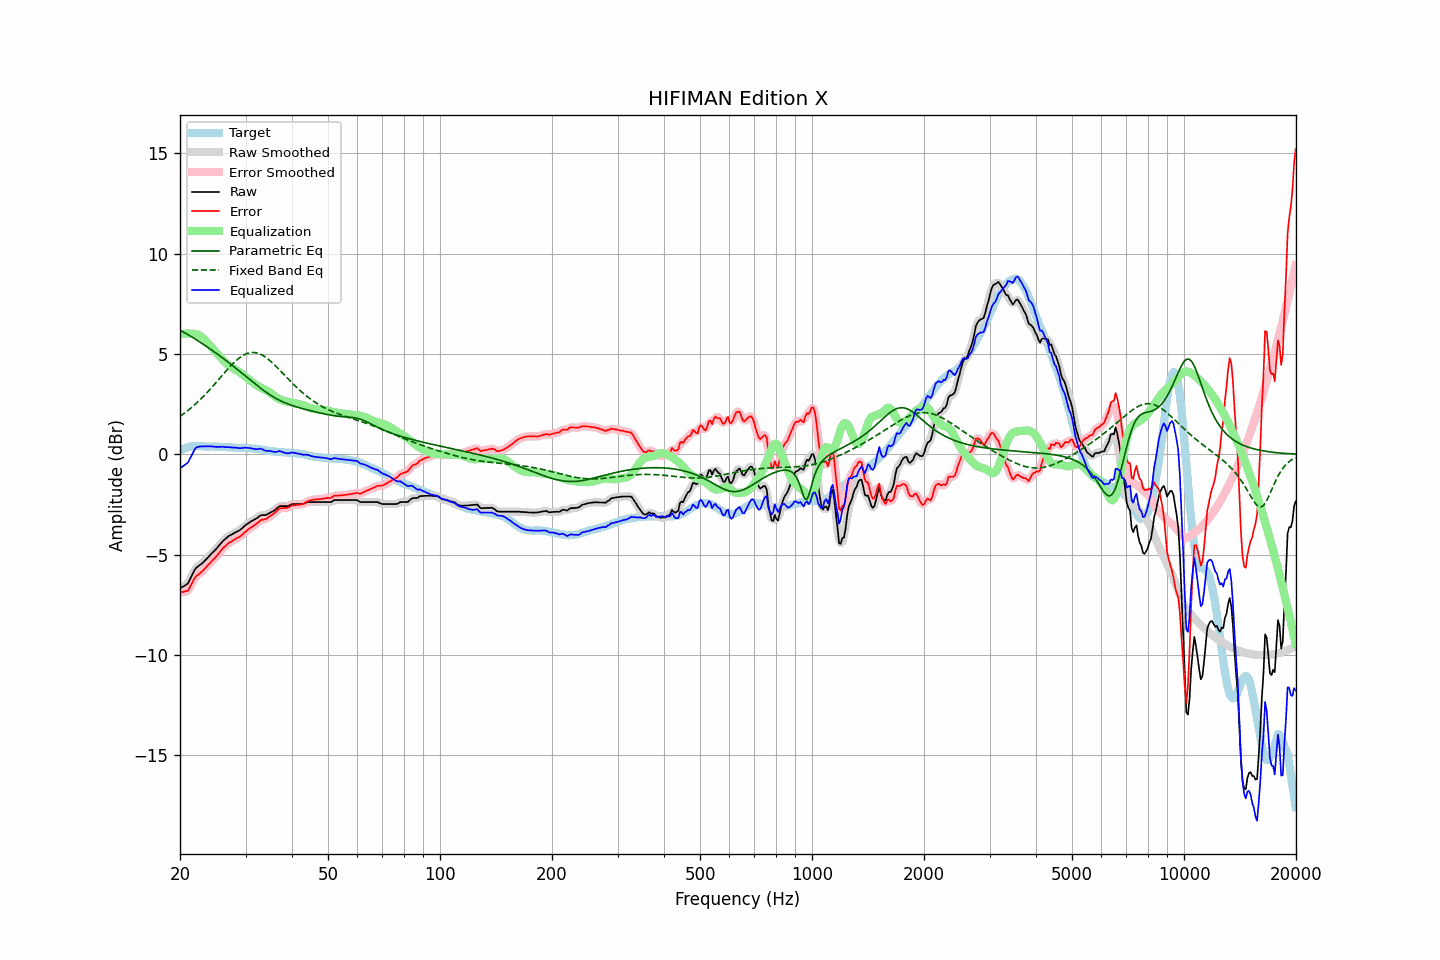 HIFIMAN Edition X
Target
Raw Smoothed
Error Smoothed
Raw
Error
Equalization
Parametric Eq
Fixed Band Eq
Equalized
15
10
5
0
−5
−10
−15
Amplitude (dBr)
20
50
100
200
500
1000
2000
5000
10000
20000
Frequency (Hz)